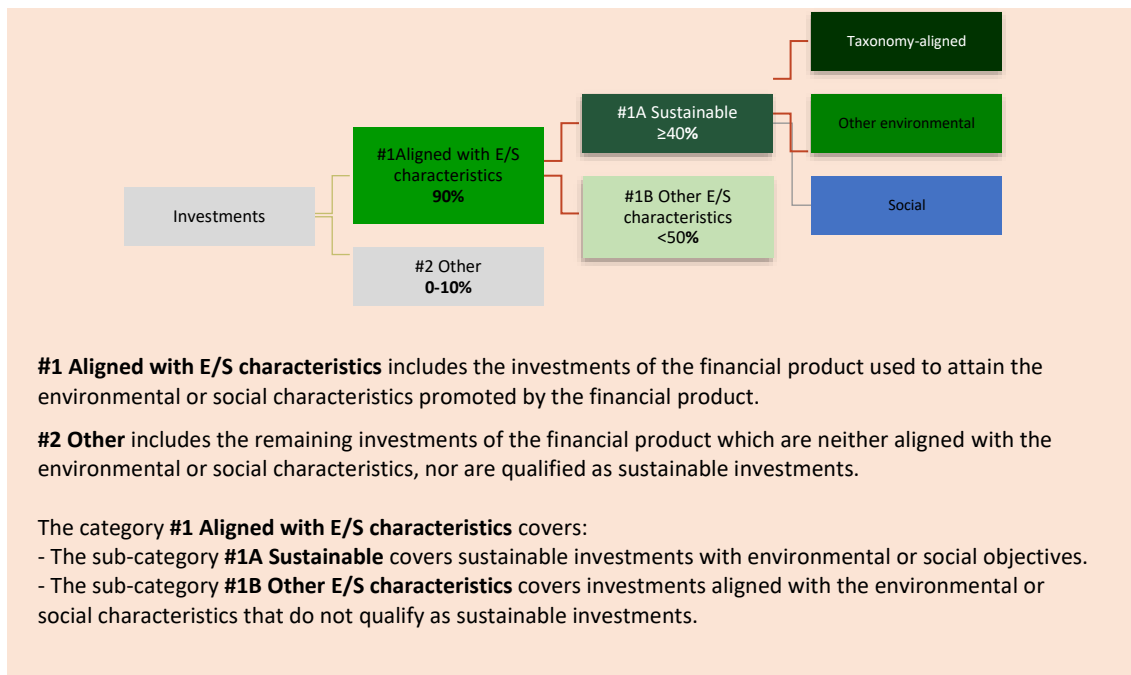 Taxonomy-aligned
#1A Sustainable
≥40%
Other environmental
#1Aligned with E/S
characteristics
90%
#1B Other E/S
characteristics
<50%
Social
Investments
#2 Other
0-10%
#1 Aligned with E/S characteristics includes the investments of the financial product used to attain the
environmental or social characteristics promoted by the financial product.
#2 Other includes the remaining investments of the financial product which are neither aligned with the
environmental or social characteristics, nor are qualified as sustainable investments.
The category #1 Aligned with E/S characteristics covers:
- The sub-category #1A Sustainable covers sustainable investments with environmental or social objectives.
- The sub-category #1B Other E/S characteristics covers investments aligned with the environmental or
social characteristics that do not qualify as sustainable investments.